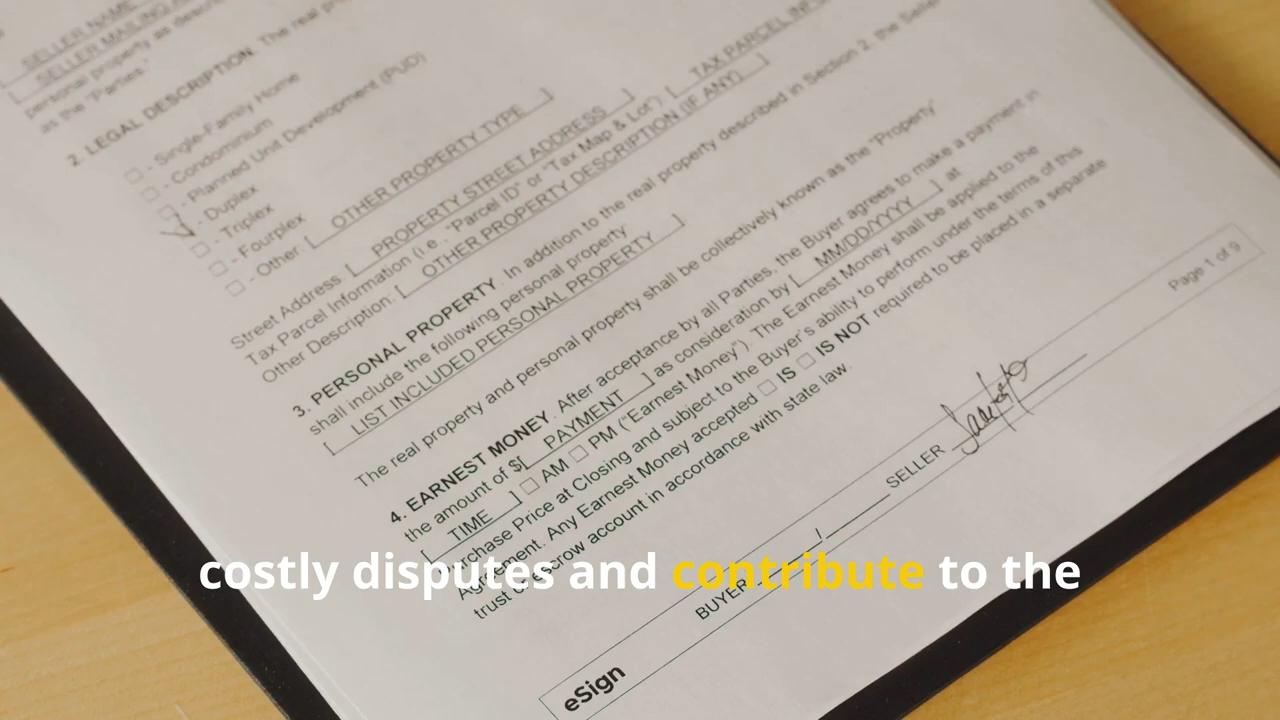 SELLER NAME
SELLER MAILING
personal property as
as the "Parties."
2. LEGAL DESCRIPTION. The real
- Single-Family Home
- Condominium
- Planned Unit Development (PUD)
- Duplex
- Triplex
- Fourplex
- Other: [ OTHER PROPERTY TYPE ]
Street Address: [ PROPERTY STREET ADDRESS ]
Tax Parcel Information (i.e., "Parcel ID" or "Tax Map & Lot"): [ TAX PARCEL
Other Description: [ OTHER PROPERTY DESCRIPTION (IF ANY) ]
3. PERSONAL PROPERTY. In addition to the real property described in Section 2, the Seller
shall include the following personal property
[ LIST INCLUDED PERSONAL PROPERTY ]
The real property and personal property shall be collectively known as the "Property"
4. EARNEST MONEY. After acceptance by all Parties, the Buyer agrees to make a payment in
the amount of $[ PAYMENT ] as consideration by [ MM/DD/YYYY ] at
[ TIME ] AM PM ("Earnest Money"). The Earnest Money shall be applied to the
Purchase Price at Closing and subject to the Buyer's ability to perform under the terms of this
Agreement. Any Earnest Money accepted IS IS NOT required to be placed in a separate
trust or escrow account in accordance with state law.
BUYER / SELLER
Page 1 of 9
eSign
costly disputes and contribute to the